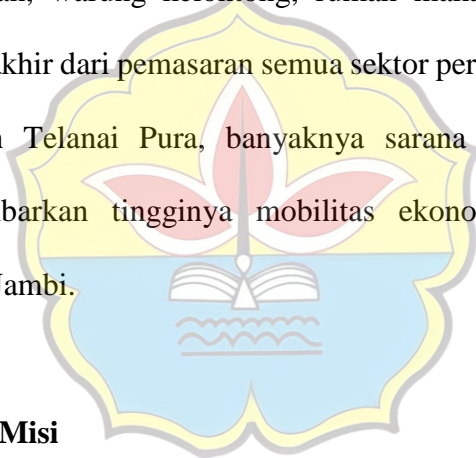 akhir dari pemasaran semua sektor per
Telanai Pura, banyaknya sarana
barkan tingginya mobilitas ekono
Jambi.
Misi